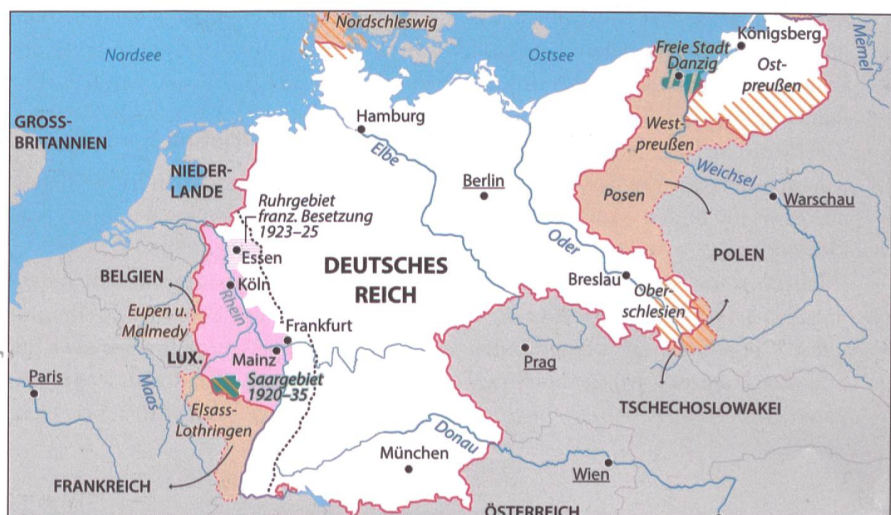 Nordschleswig
Nordsee
Ostsee
Königsberg
Memel
Freie Stadt
Danzig
Ost-
preußen
GROSS-
BRITANNIEN
Hamburg
Elbe
West-
preußen
NIEDER-
LANDE
Weichsel
Berlin
Posen
Warschau
Ruhrgebiet
franz. Besetzung
1923–25
Oder
Essen
DEUTSCHES
REICH
POLEN
BELGIEN
Köln
Rhein
Breslau
Ober-
schlesien
Eupen u.
Malmedy
Frankfurt
LUX.
Mainz
Prag
Paris
Maas
Saargebiet
1920–35
TSCHECHOSLOWAKEI
Elsass-
Lothringen
Donau
München
Wien
FRANKREICH
ÖSTERREICH